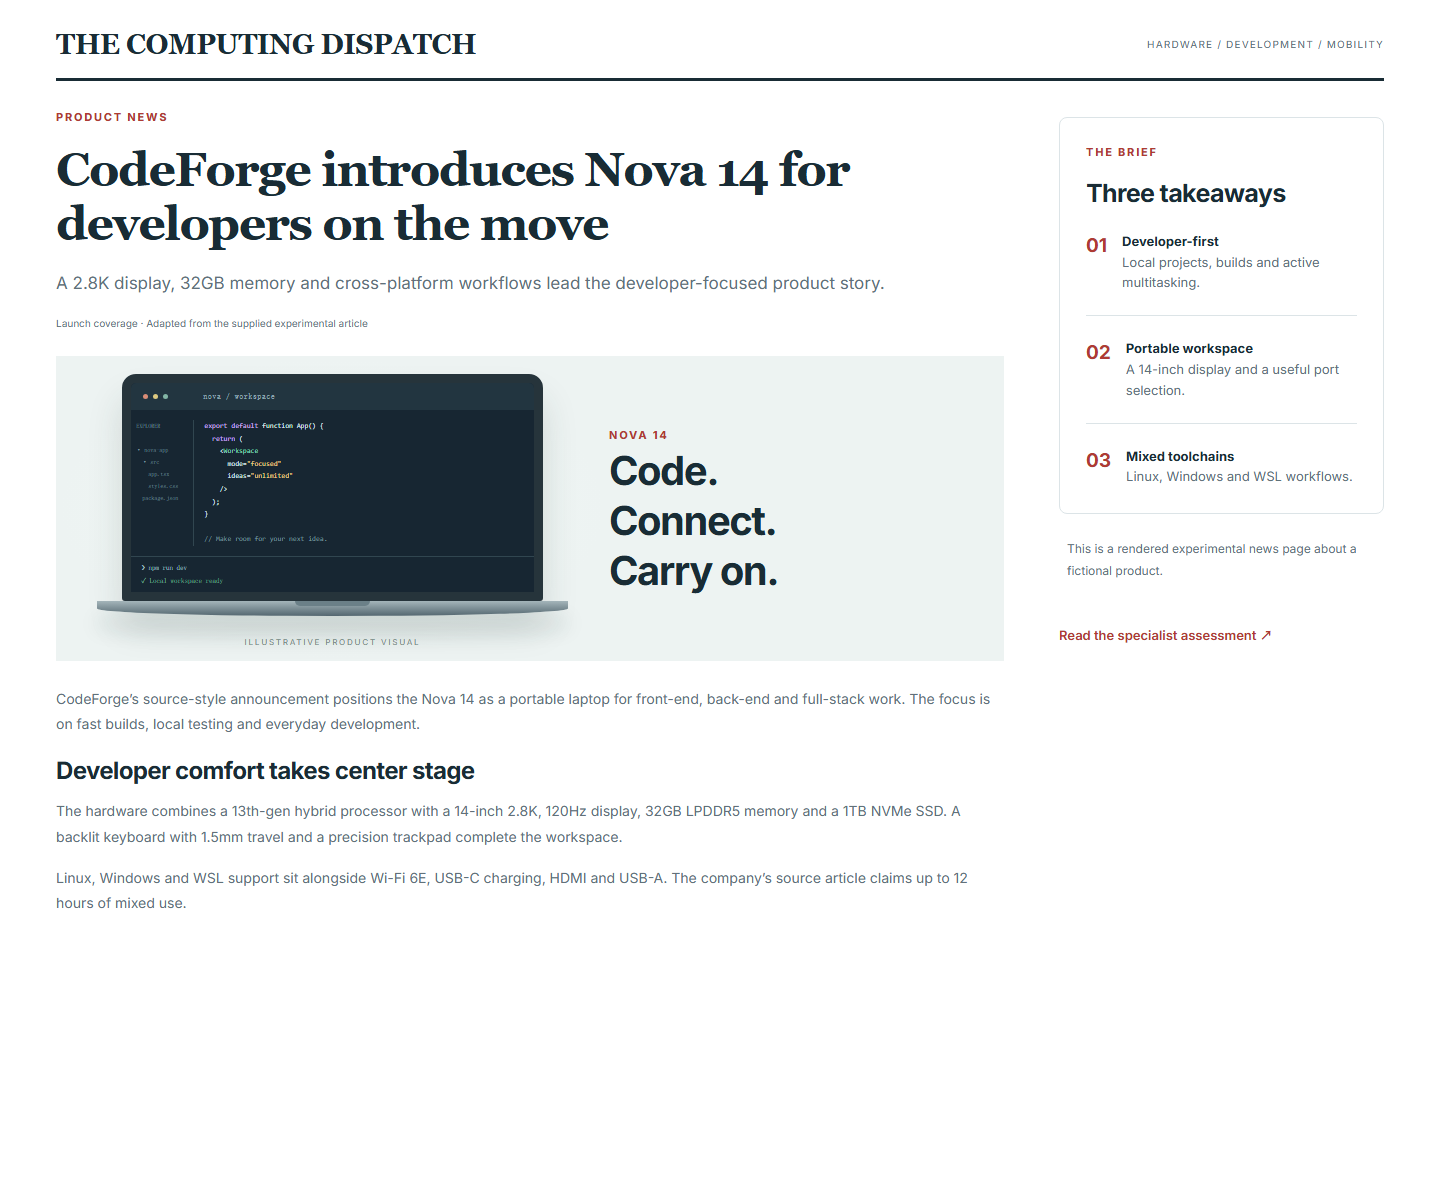 THE COMPUTING DISPATCH
HARDWARE / DEVELOPMENT / MOBILITY
PRODUCT NEWS
CodeForge introduces Nova 14 for
developers on the move
A 2.8K display, 32GB memory and cross-platform workflows lead the developer-focused product story.
Launch coverage · Adapted from the supplied experimental article
nova / workspace
EXPLORER
▾ nova-app
▾ src
app.tsx
styles.css
package.json
export default function App() {
return (
<Workspace
mode="focused"
ideas="unlimited"
/>
);
}
// Make room for your next idea.
❯ npm run dev
✓ Local workspace ready
ILLUSTRATIVE PRODUCT VISUAL
NOVA 14
Code.
Connect.
Carry on.
CodeForge’s source-style announcement positions the Nova 14 as a portable laptop for front-end, back-end and full-stack work. The focus is
on fast builds, local testing and everyday development.
Developer comfort takes center stage
The hardware combines a 13th-gen hybrid processor with a 14-inch 2.8K, 120Hz display, 32GB LPDDR5 memory and a 1TB NVMe SSD. A
backlit keyboard with 1.5mm travel and a precision trackpad complete the workspace.
Linux, Windows and WSL support sit alongside Wi-Fi 6E, USB-C charging, HDMI and USB-A. The company’s source article claims up to 12
hours of mixed use.
THE BRIEF
Three takeaways
01 Developer-first
Local projects, builds and active
multitasking.
02 Portable workspace
A 14-inch display and a useful port
selection.
03 Mixed toolchains
Linux, Windows and WSL workflows.
This is a rendered experimental news page about a
fictional product.
Read the specialist assessment ↗